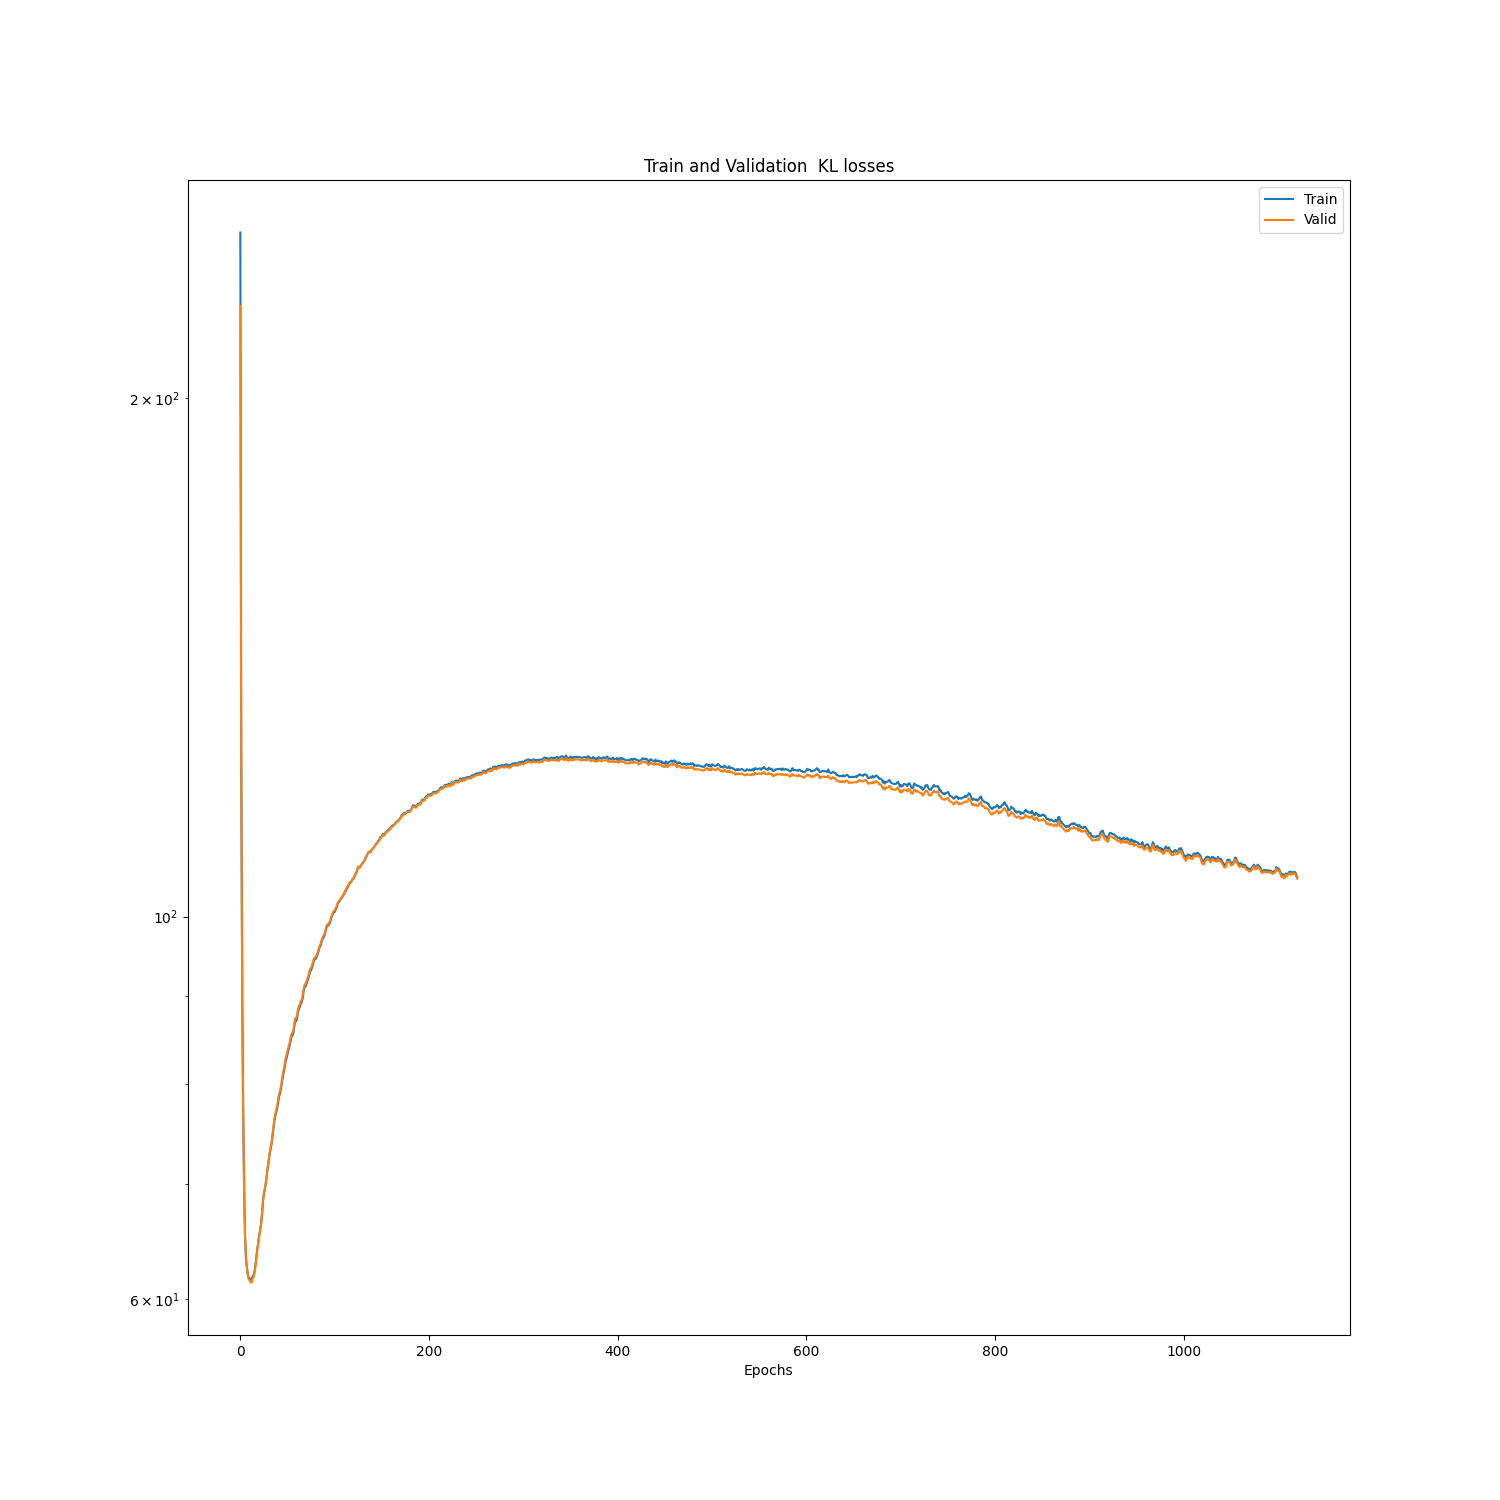 Train and Validation  KL losses
Train
Valid
2 × 10²
10²
6 × 10¹
0 200 400 600 800 1000
Epochs